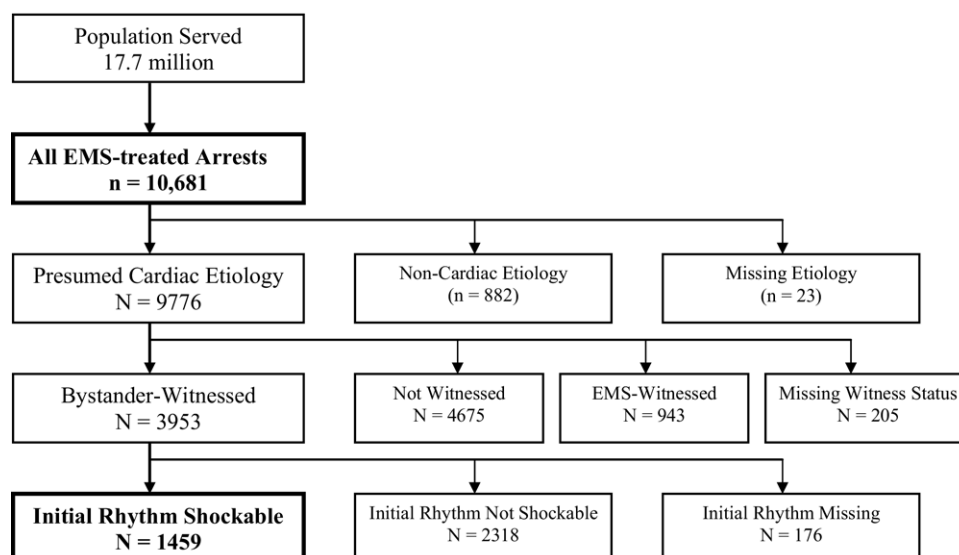 Population Served
17.7 million
All EMS-treated Arrests
n = 10,681
Presumed Cardiac Etiology
N = 9776
Non-Cardiac Etiology
(n = 882)
Missing Etiology
(n = 23)
Bystander-Witnessed
N = 3953
Not Witnessed
N = 4675
EMS-Witnessed
N = 943
Missing Witness Status
N = 205
Initial Rhythm Shockable
N = 1459
Initial Rhythm Not Shockable
N = 2318
Initial Rhythm Missing
N = 176